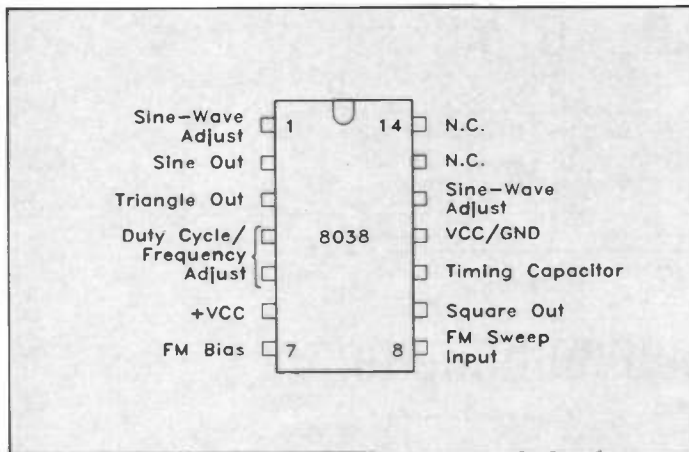 Sine-Wave
Adjust
1
14
N.C.
Sine Out
N.C.
Triangle Out
Sine-Wave
Adjust
Duty Cycle/
Frequency
Adjust
8038
VCC/GND
Timing Capacitor
+VCC
Square Out
FM Bias
7
8
FM Sweep
Input